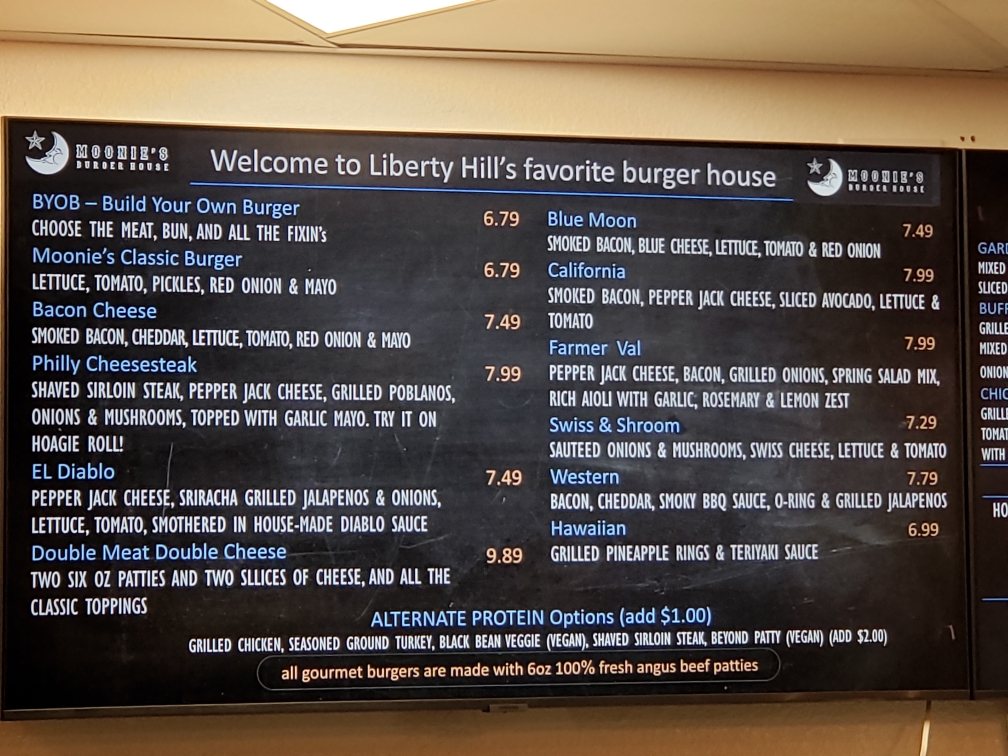 MOONIE'S
BURGER HOUSE
Welcome to Liberty Hill's favorite burger house
MOONIE'S
BURGER HOUSE
BYOB – Build Your Own Burger 6.79
CHOOSE THE MEAT, BUN, AND ALL THE FIXIN's
Moonie's Classic Burger 6.79
LETTUCE, TOMATO, PICKLES, RED ONION & MAYO
Bacon Cheese 7.49
SMOKED BACON, CHEDDAR, LETTUCE, TOMATO, RED ONION & MAYO
Philly Cheesesteak 7.99
SHAVED SIRLOIN STEAK, PEPPER JACK CHEESE, GRILLED POBLANOS,
ONIONS & MUSHROOMS, TOPPED WITH GARLIC MAYO. TRY IT ON
HOAGIE ROLL!
EL Diablo 7.49
PEPPER JACK CHEESE, SRIRACHA GRILLED JALAPENOS & ONIONS,
LETTUCE, TOMATO, SMOTHERED IN HOUSE-MADE DIABLO SAUCE
Double Meat Double Cheese 9.89
TWO SIX OZ PATTIES AND TWO SLLICES OF CHEESE, AND ALL THE
CLASSIC TOPPINGS
Blue Moon 7.49
SMOKED BACON, BLUE CHEESE, LETTUCE, TOMATO & RED ONION
California 7.99
SMOKED BACON, PEPPER JACK CHEESE, SLICED AVOCADO, LETTUCE &
TOMATO
Farmer Val 7.99
PEPPER JACK CHEESE, BACON, GRILLED ONIONS, SPRING SALAD MIX,
RICH AIOLI WITH GARLIC, ROSEMARY & LEMON ZEST
Swiss & Shroom 7.29
SAUTEED ONIONS & MUSHROOMS, SWISS CHEESE, LETTUCE & TOMATO
Western 7.79
BACON, CHEDDAR, SMOKY BBQ SAUCE, O-RING & GRILLED JALAPENOS
Hawaiian 6.99
GRILLED PINEAPPLE RINGS & TERIYAKI SAUCE
ALTERNATE PROTEIN Options (add $1.00)
GRILLED CHICKEN, SEASONED GROUND TURKEY, BLACK BEAN VEGGIE (VEGAN), SHAVED SIRLOIN STEAK, BEYOND PATTY (VEGAN) (ADD $2.00)
all gourmet burgers are made with 6oz 100% fresh angus beef patties
MIXED
SLICED
MIXED
WITH